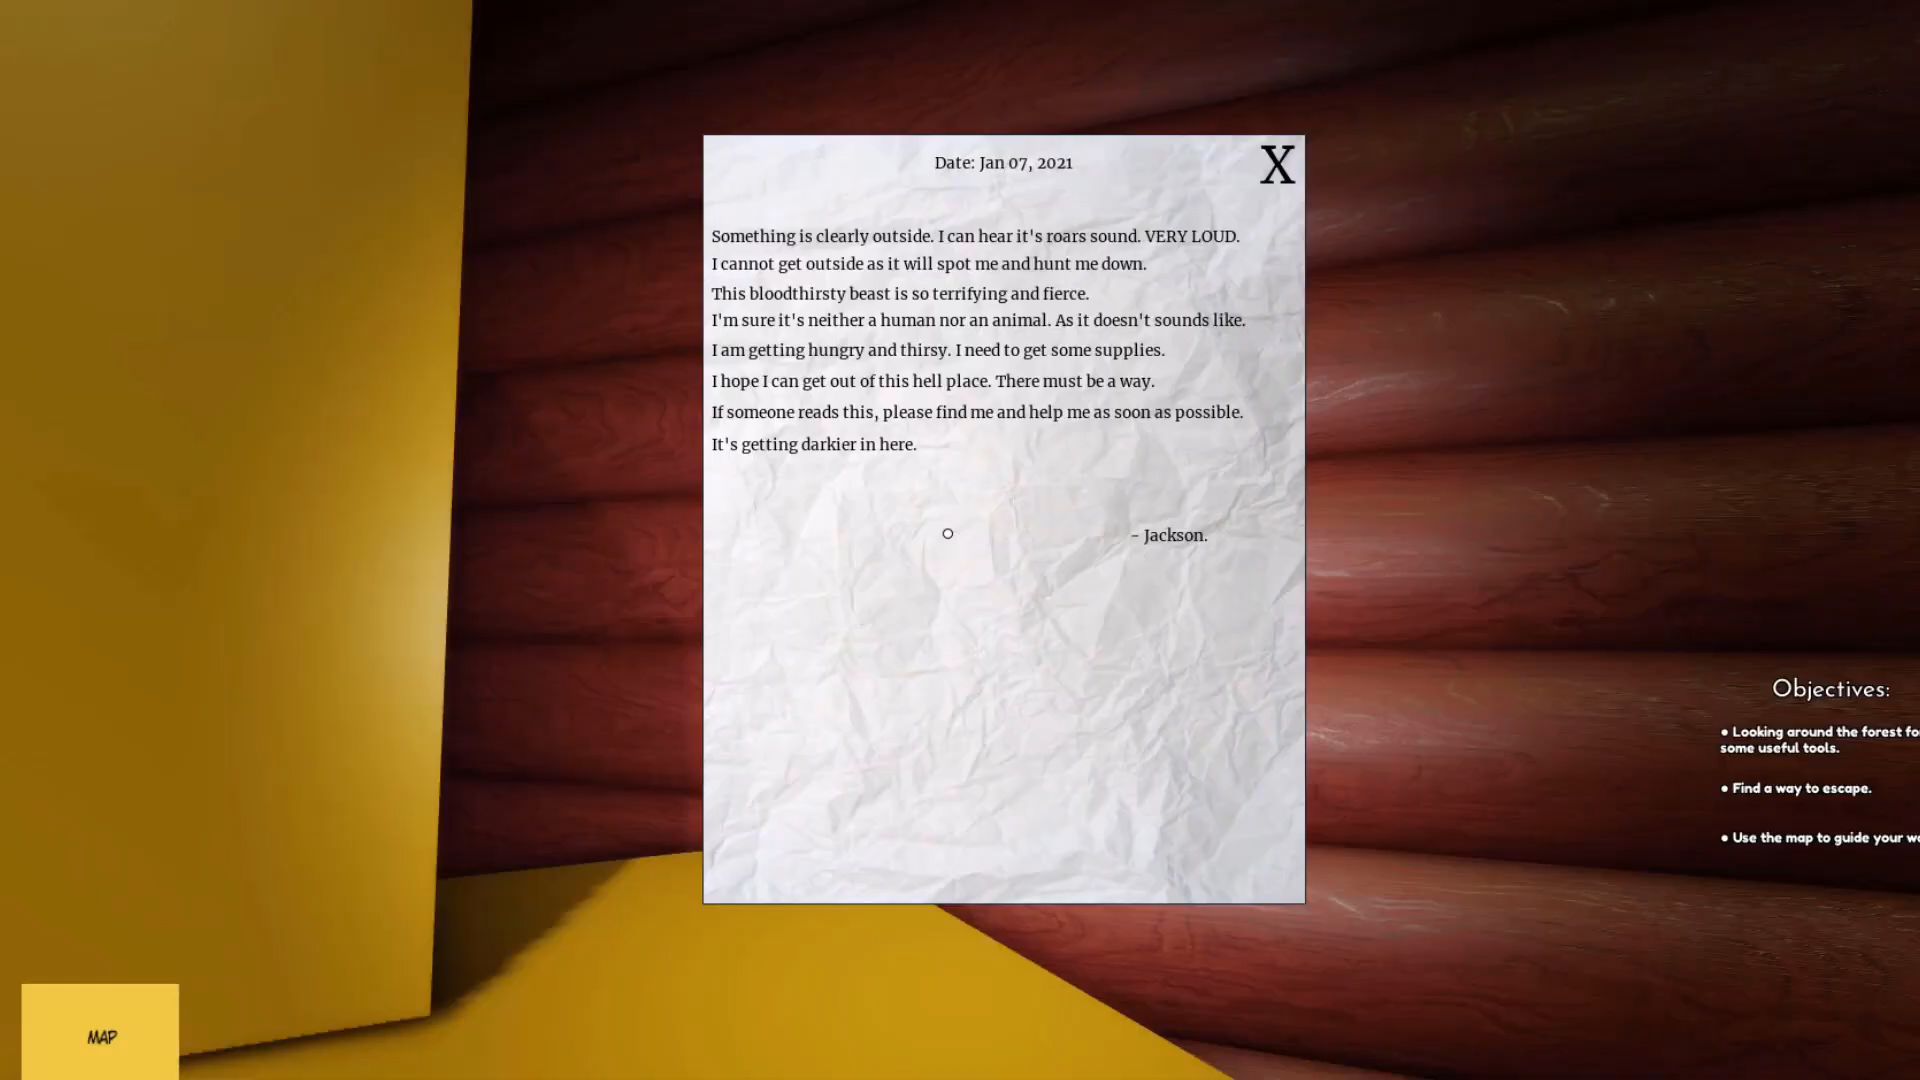 Date: Jan 07, 2021
X
Something is clearly outside. I can hear it's roars sound. VERY LOUD.
I cannot get outside as it will spot me and hunt me down.
This bloodthirsty beast is so terrifying and fierce.
I'm sure it's neither a human nor an animal. As it doesn't sounds like.
I am getting hungry and thirsy. I need to get some supplies.
I hope I can get out of this hell place. There must be a way.
If someone reads this, please find me and help me as soon as possible.
It's getting darkier in here.
- Jackson.
Objectives:
• Looking around the forest
some useful tools.
• Find a way to escape.
• Use the map to guide your
MAP